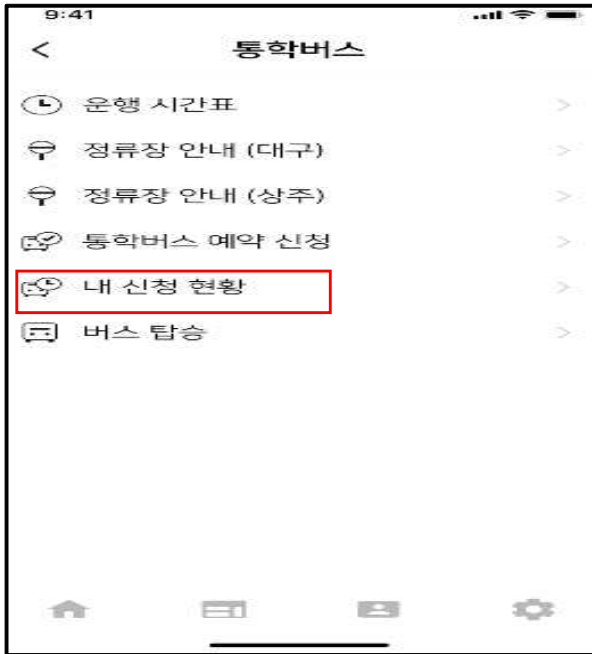 9:41
통학버스
운행 시간표
정류장 안내 (대구)
정류장 안내 (상주)
통학버스 예약 신청
내 신청 현황
버스 탑승